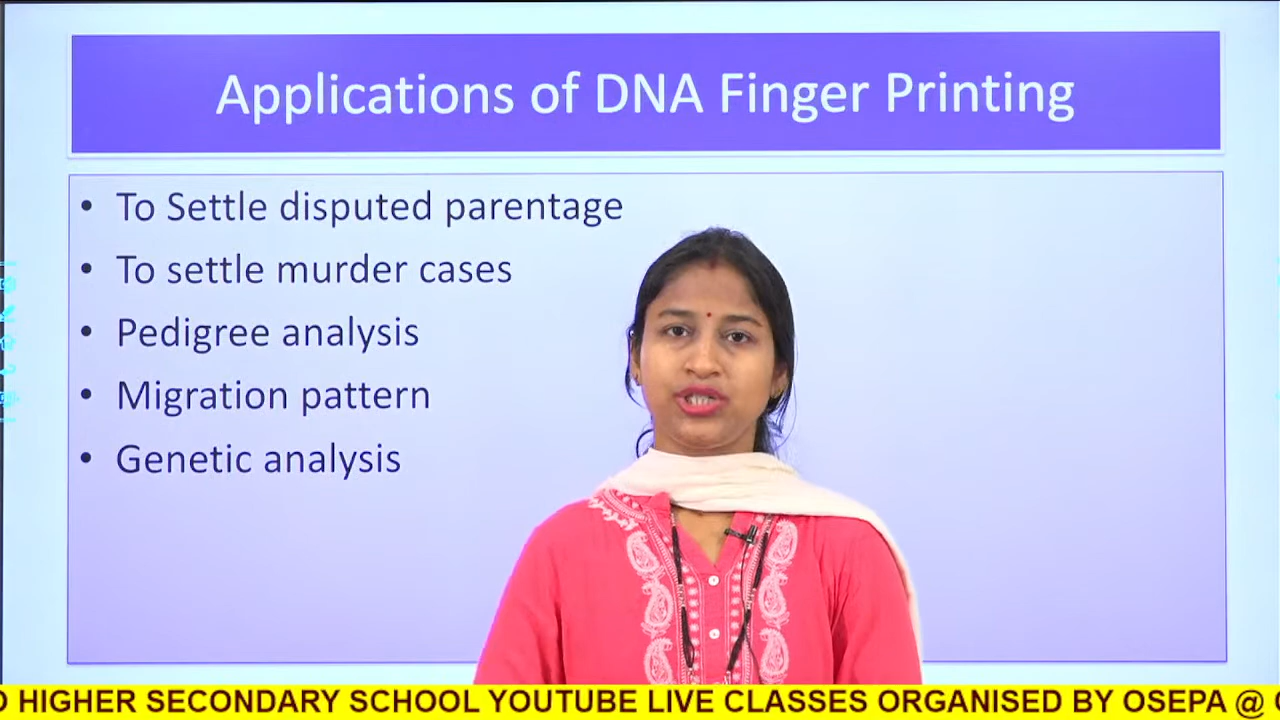 Applications of DNA Finger Printing
• To Settle disputed parentage
• To settle murder cases
• Pedigree analysis
• Migration pattern
• Genetic analysis
HIGHER SECONDARY SCHOOL YOUTUBE LIVE CLASSES ORGANISED BY OSEPA @